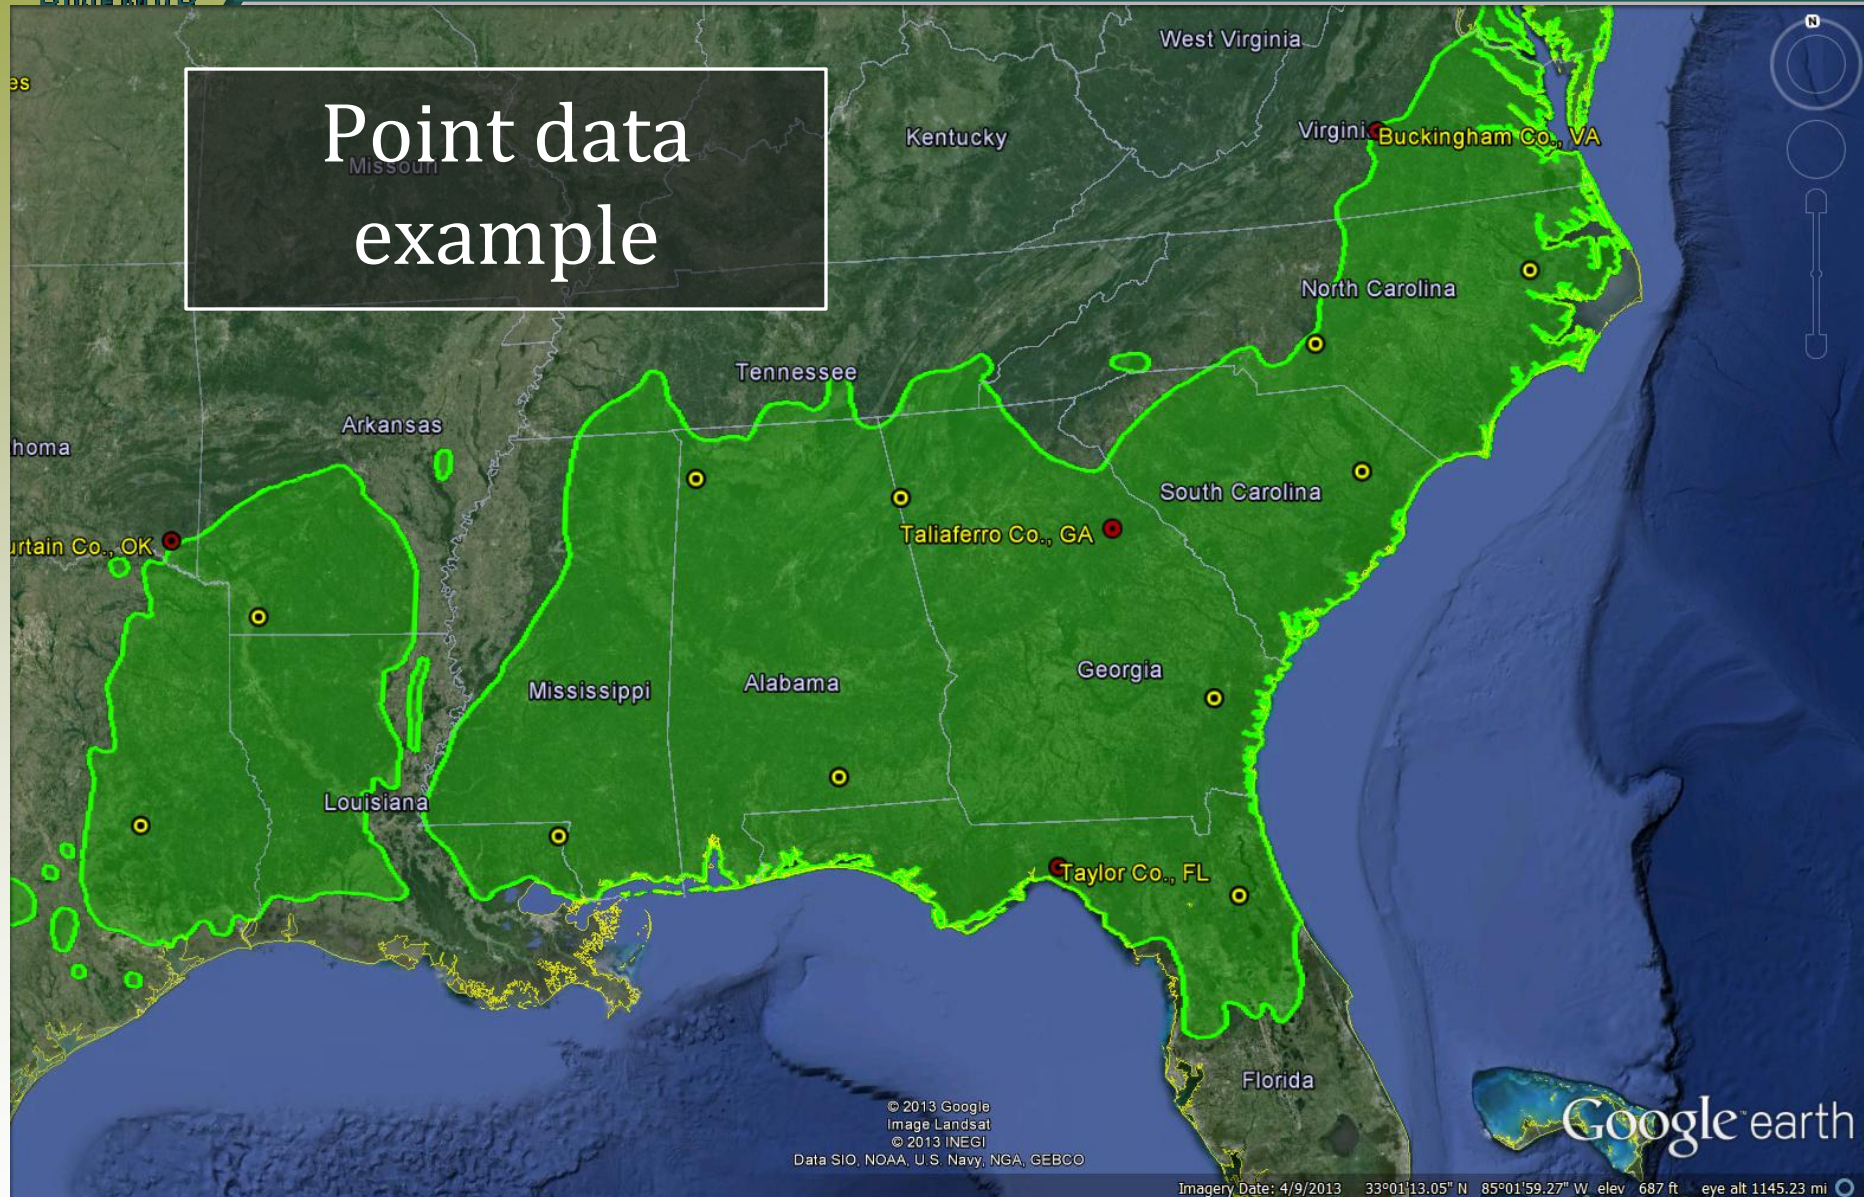 West Virginia
es
Point data
example
Missouri
Kentucky
Virgini
Buckingham Co., VA
North Carolina
Tennessee
Arkansas
homa
South Carolina
Taliaferro Co., GA
urtain Co., OK
Georgia
Mississippi
Alabama
Louisiana
Taylor Co., FL
Florida
N
© 2013 Google
Image Landsat
© 2013 INEGI
Data SIO, NOAA, U.S. Navy, NGA, GEBCO
Google earth
Imagery Date: 4/9/2013 33°01'13.05" N 85°01'59.27" W elev 687 ft eye alt 1145.23 mi